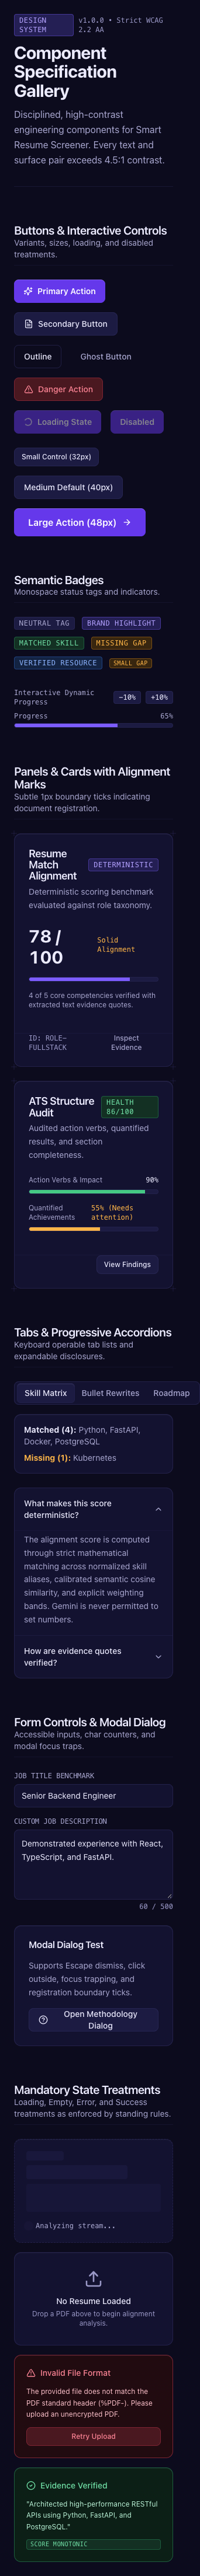 DESIGN
SYSTEM
v1.0.0 • Strict WCAG
2.2 AA
Component
Specification
Gallery
Disciplined, high-contrast
engineering components for Smart
Resume Screener. Every text and
surface pair exceeds 4.5:1 contrast.
Buttons & Interactive Controls
Variants, sizes, loading, and disabled
treatments.
Primary Action
Secondary Button
Outline
Ghost Button
Danger Action
Loading State
Disabled
Small Control (32px)
Medium Default (40px)
Large Action (48px)
Semantic Badges
Monospace status tags and indicators.
NEUTRAL TAG
BRAND HIGHLIGHT
MATCHED SKILL
MISSING GAP
VERIFIED RESOURCE
SMALL GAP
Interactive Dynamic
Progress
-10%
+10%
Progress
65%
Panels & Cards with Alignment
Marks
Subtle 1px boundary ticks indicating
document registration.
Resume
Match
Alignment
DETERMINISTIC
Deterministic scoring benchmark
evaluated against role taxonomy.
78 /
100
Solid
Alignment
4 of 5 core competencies verified with
extracted text evidence quotes.
ID: ROLE-
FULLSTACK
Inspect
Evidence
ATS Structure
Audit
HEALTH
86/100
Audited action verbs, quantified
results, and section
completeness.
Action Verbs & Impact
90%
Quantified
Achievements
55% (Needs
attention)
View Findings
Tabs & Progressive Accordions
Keyboard operable tab lists and
expandable disclosures.
Skill Matrix
Bullet Rewrites
Roadmap
Matched (4): Python, FastAPI,
Docker, PostgreSQL
Missing (1): Kubernetes
What makes this score
deterministic?
The alignment score is computed
through strict mathematical
matching across normalized skill
aliases, calibrated semantic cosine
similarity, and explicit weighting
bands. Gemini is never permitted to
set numbers.
How are evidence quotes
verified?
Form Controls & Modal Dialog
Accessible inputs, char counters, and
modal focus traps.
JOB TITLE BENCHMARK
Senior Backend Engineer
CUSTOM JOB DESCRIPTION
Demonstrated experience with React,
TypeScript, and FastAPI.
60 / 500
Modal Dialog Test
Supports Escape dismiss, click
outside, focus trapping, and
registration boundary ticks.
Open Methodology
Dialog
Mandatory State Treatments
Loading, Empty, Error, and Success
treatments as enforced by standing rules.
Analyzing stream...
No Resume Loaded
Drop a PDF above to begin alignment
analysis.
Invalid File Format
The provided file does not match the
PDF standard header (%PDF-). Please
upload an unencrypted PDF.
Retry Upload
Evidence Verified
"Architected high-performance RESTful
APIs using Python, FastAPI, and
PostgreSQL."
SCORE MONOTONIC